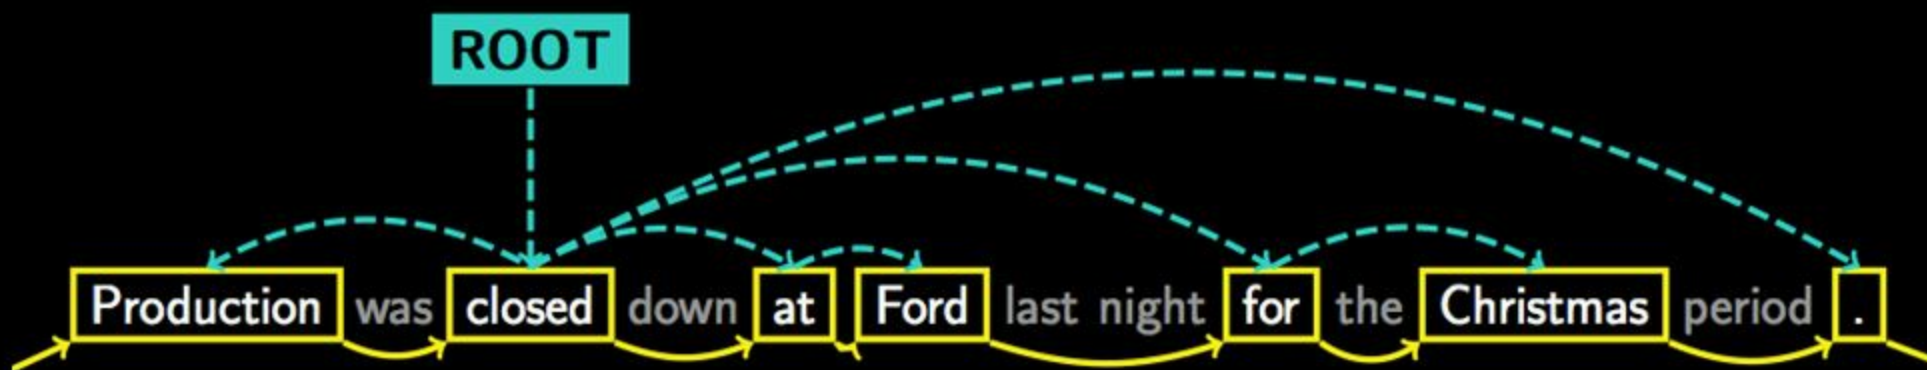 ROOT
Production was closed down at Ford last night for the Christmas period .